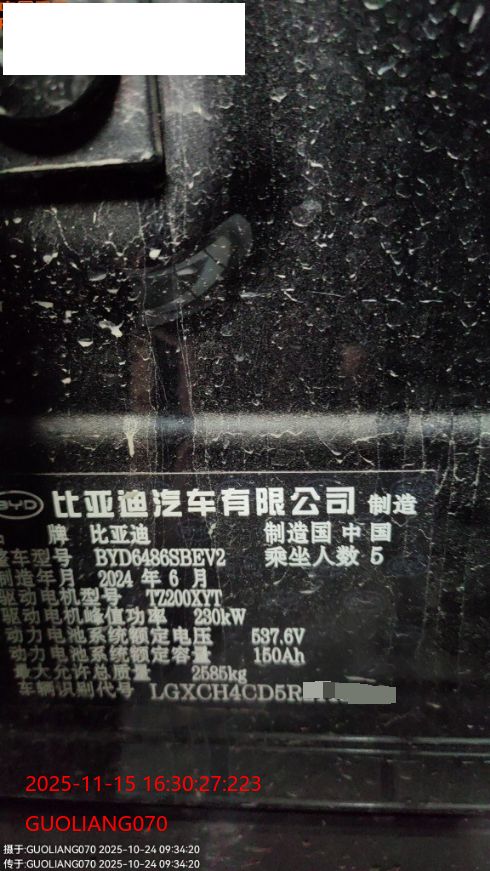 BYD 比亚迪汽车有限公司 制造
牌 比亚迪 制造国 中国
整车型号 BYD6486SBEV2 乘坐人数 5
制造年月 2024 年 6 月
驱动电机型号 TZ200XYT
驱动电机峰值功率 230kW
动力电池系统额定电压 537.6V
动力电池系统额定容量 150Ah
最大允许总质量 2585kg
车辆识别代号 LGXCH4CD5R
2025-11-15 16:30:27:223
GUOLIANG070
摄于:GUOLIANG070 2025-10-24 09:34:20
传于:GUOLIANG070 2025-10-24 09:34:20